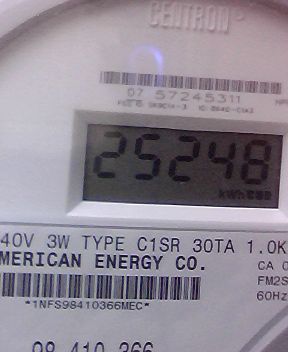 CENTRON
07 57245311
25248
kWh
40V 3W TYPE C1SR 30TA 1.0K
MERICAN ENERGY CO.
CA 0
FM2S
60Hz
*1NFS98410366MEC*
98 410 366